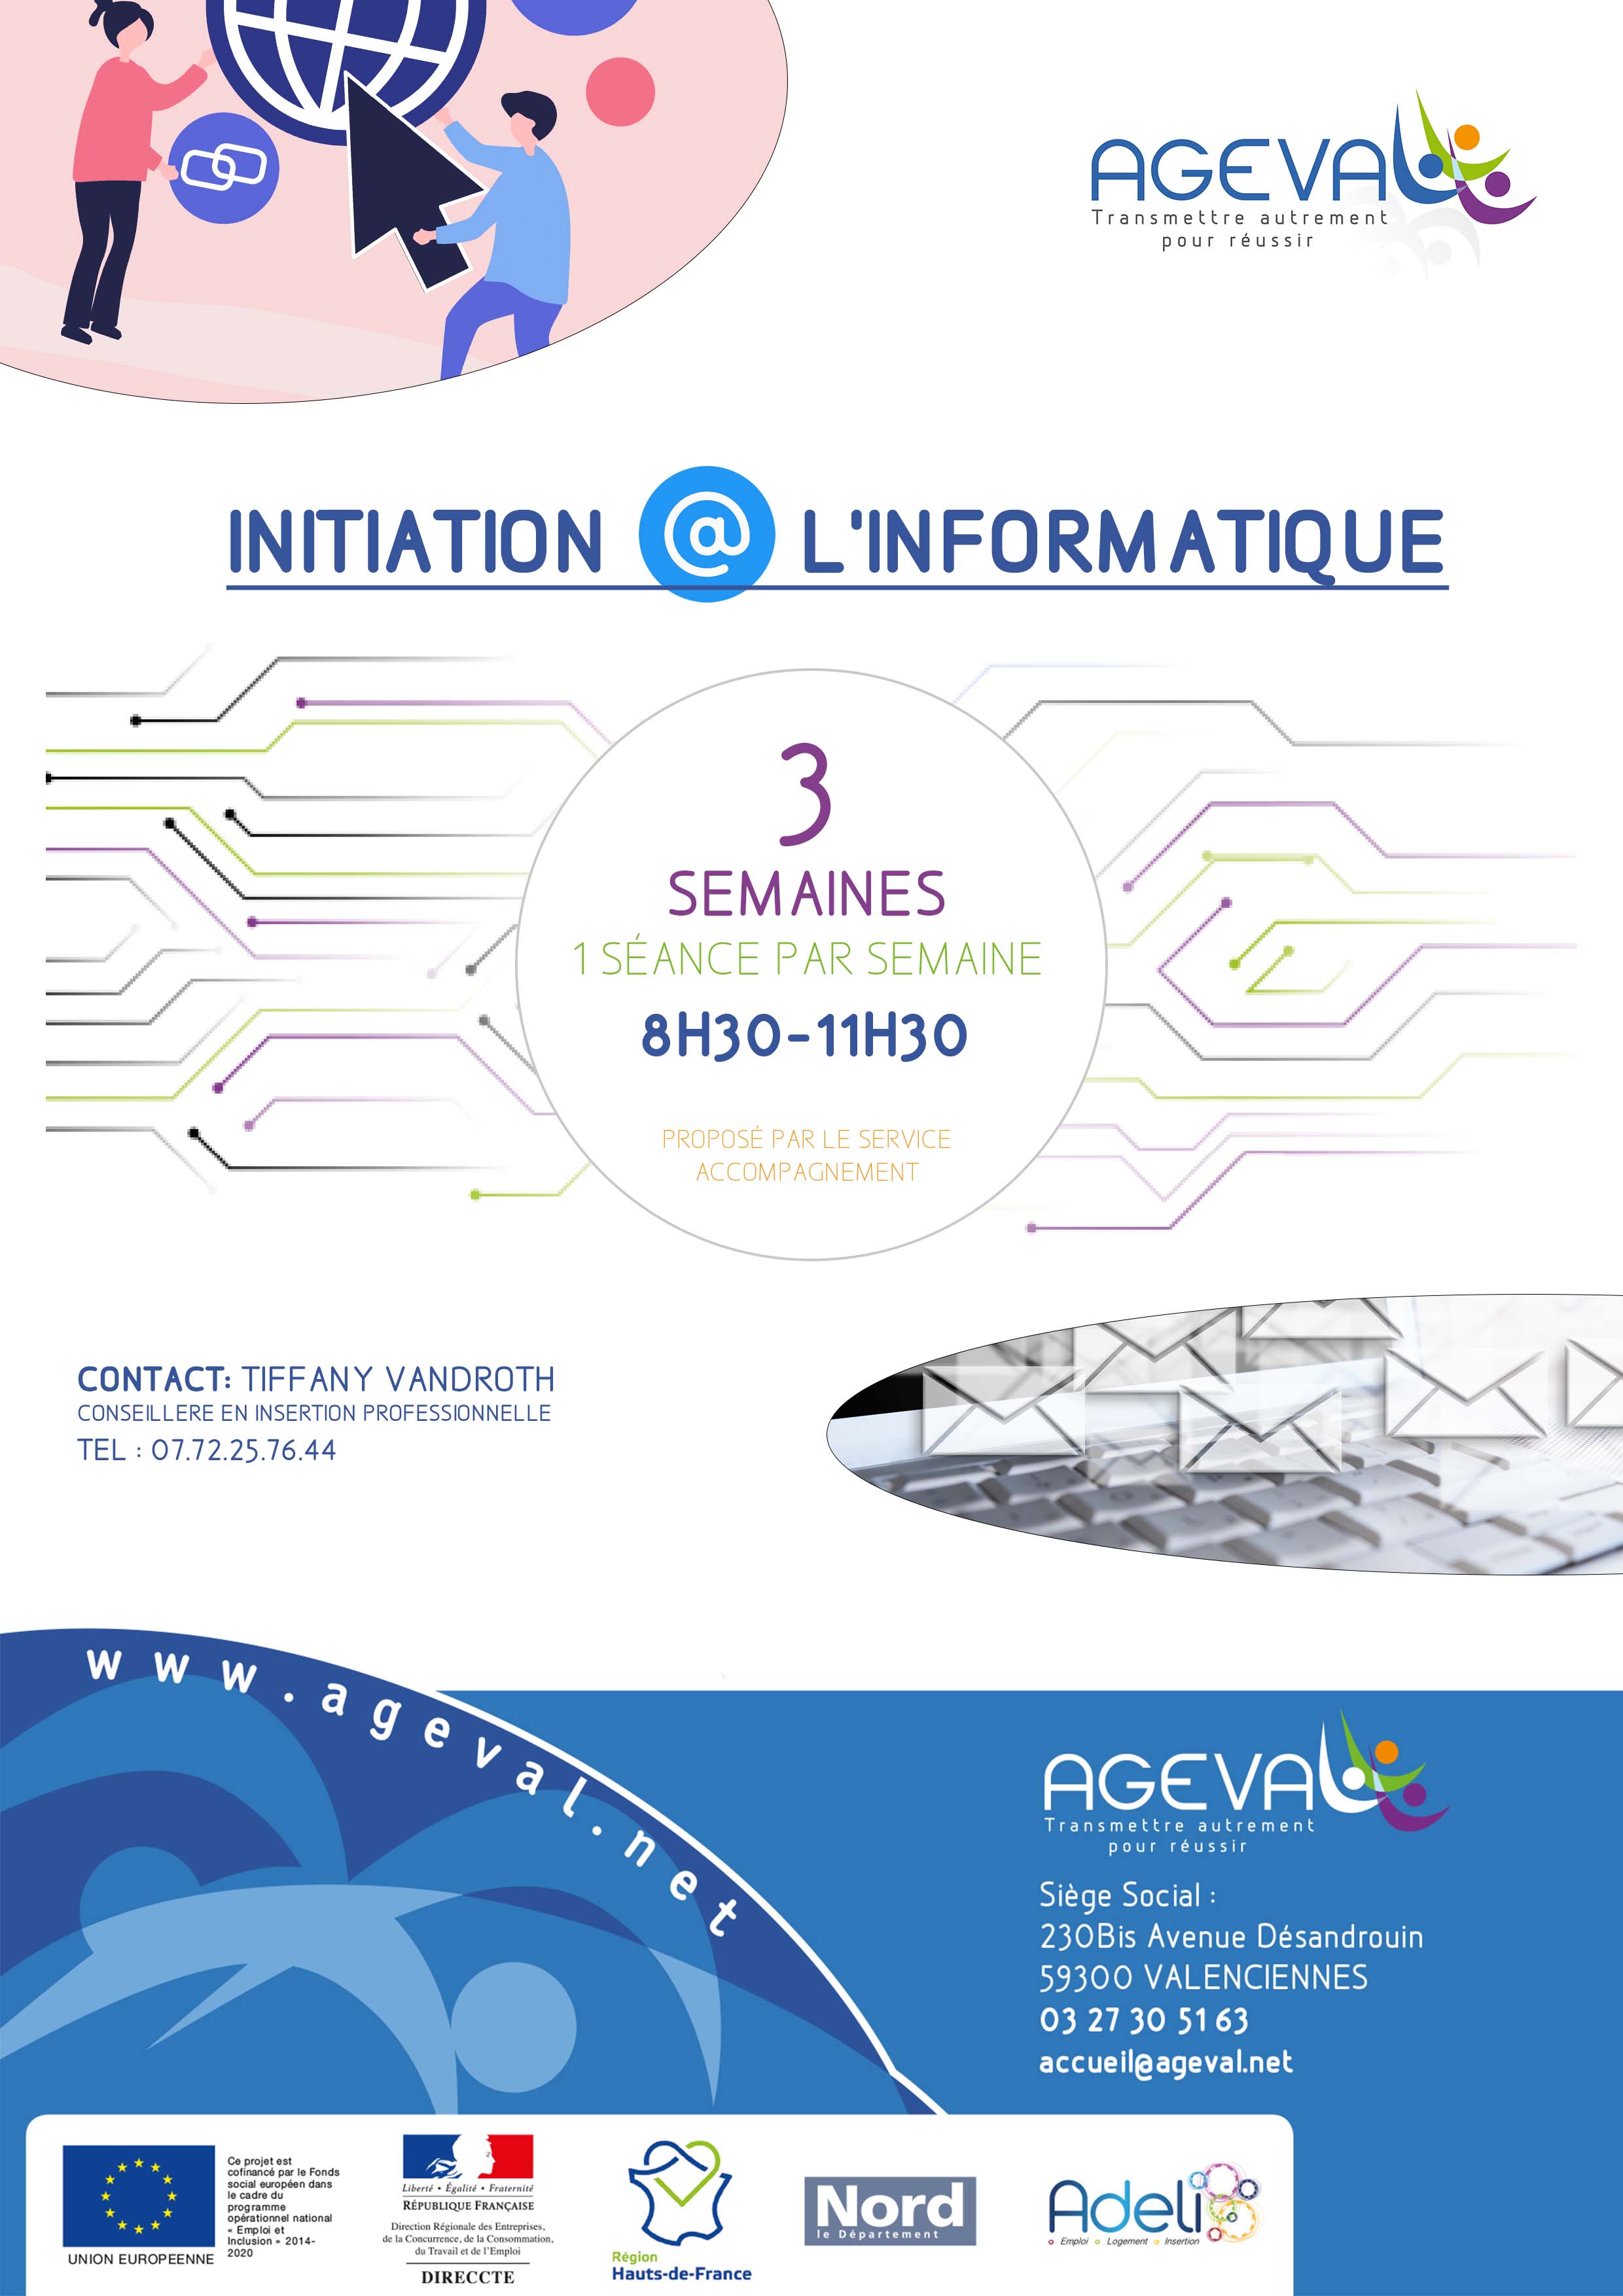 AGEVAL
Transmettre autrement
pour réussir
INITIATION @ L'INFORMATIQUE
3
SEMAINES
1 SÉANCE PAR SEMAINE
8H30-11H30
PROPOSÉ PAR LE SERVICE
ACCOMPAGNEMENT
CONTACT: TIFFANY VANDROTH
CONSEILLERE EN INSERTION PROFESSIONNELLE
TEL : 07.72.25.76.44
www.ageval.net
AGEVAL
Transmettre autrement
pour réussir
Siège Social :
230Bis Avenue Désandrouin
59300 VALENCIENNES
03 27 30 51 63
accueil@ageval.net
UNION EUROPEENNE
Ce projet est
cofinancé par le Fonds
social européen dans
le cadre du
programme
opérationnel national
« Emploi et
Inclusion » 2014-
2020
Liberté • Égalité • Fraternité
RÉPUBLIQUE FRANÇAISE
Direction Régionale des Entreprises,
de la Concurrence, de la Consommation,
du Travail et de l'Emploi
DIRECCTE
Région
Hauts-de-France
Nord
le Département
Adeli
Emploi Logement Insertion